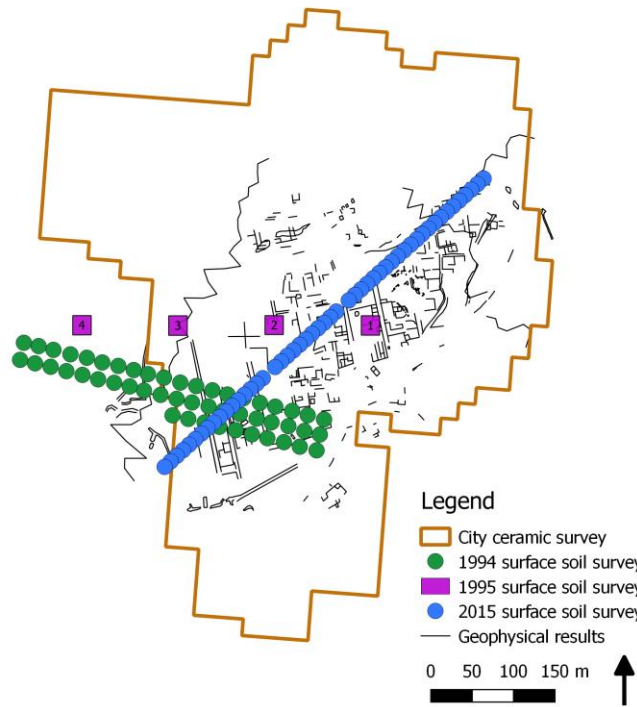 4
3
2
1
Legend
City ceramic survey
1994 surface soil survey
1995 surface soil survey
2015 surface soil survey
Geophysical results
0 50 100 150 m